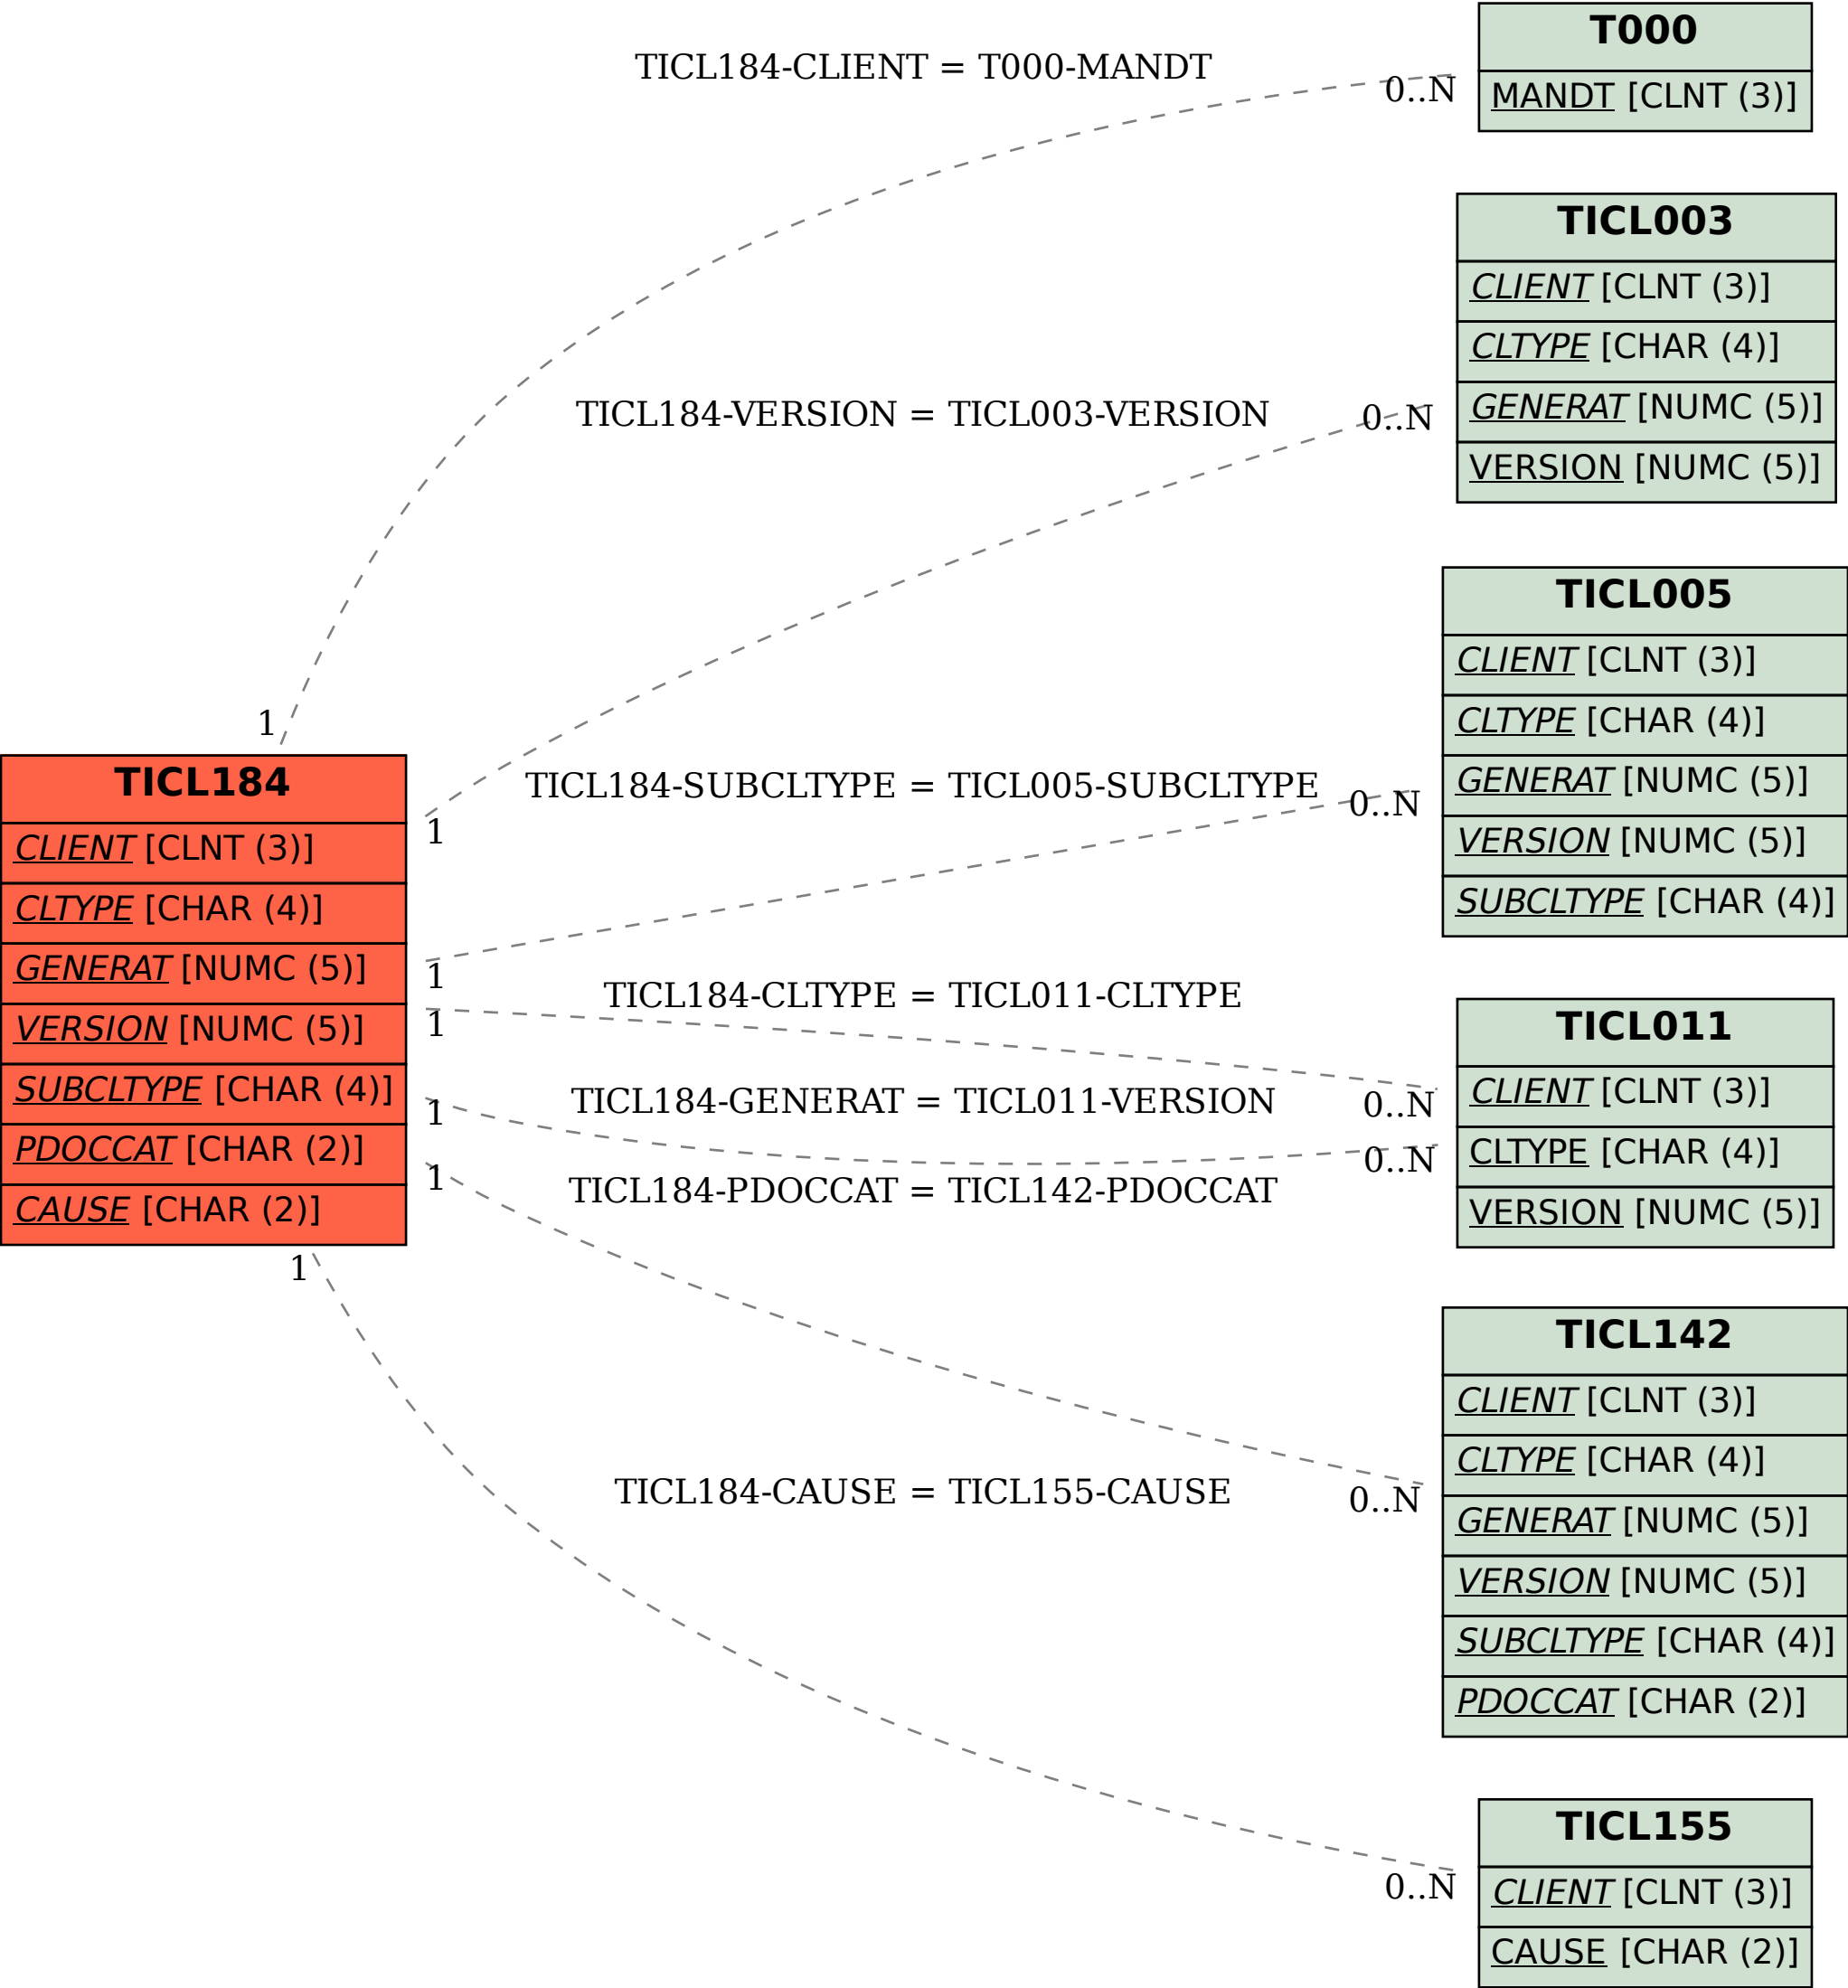 T000
MANDT [CLNT (3)]
TICL184-CLIENT = T000-MANDT
0..N
1
TICL003
CLIENT [CLNT (3)]
CLTYPE [CHAR (4)]
GENERAT [NUMC (5)]
VERSION [NUMC (5)]
TICL184-VERSION = TICL003-VERSION
0..N
1
TICL005
CLIENT [CLNT (3)]
CLTYPE [CHAR (4)]
GENERAT [NUMC (5)]
VERSION [NUMC (5)]
SUBCLTYPE [CHAR (4)]
TICL184-SUBCLTYPE = TICL005-SUBCLTYPE
0..N
1
TICL184
CLIENT [CLNT (3)]
CLTYPE [CHAR (4)]
GENERAT [NUMC (5)]
VERSION [NUMC (5)]
SUBCLTYPE [CHAR (4)]
PDOCCAT [CHAR (2)]
CAUSE [CHAR (2)]
TICL184-CLTYPE = TICL011-CLTYPE
1
0..N
TICL184-GENERAT = TICL011-VERSION
1
0..N
TICL011
CLIENT [CLNT (3)]
CLTYPE [CHAR (4)]
VERSION [NUMC (5)]
TICL184-PDOCCAT = TICL142-PDOCCAT
1
0..N
TICL142
CLIENT [CLNT (3)]
CLTYPE [CHAR (4)]
GENERAT [NUMC (5)]
VERSION [NUMC (5)]
SUBCLTYPE [CHAR (4)]
PDOCCAT [CHAR (2)]
TICL184-CAUSE = TICL155-CAUSE
1
0..N
TICL155
CLIENT [CLNT (3)]
CAUSE [CHAR (2)]